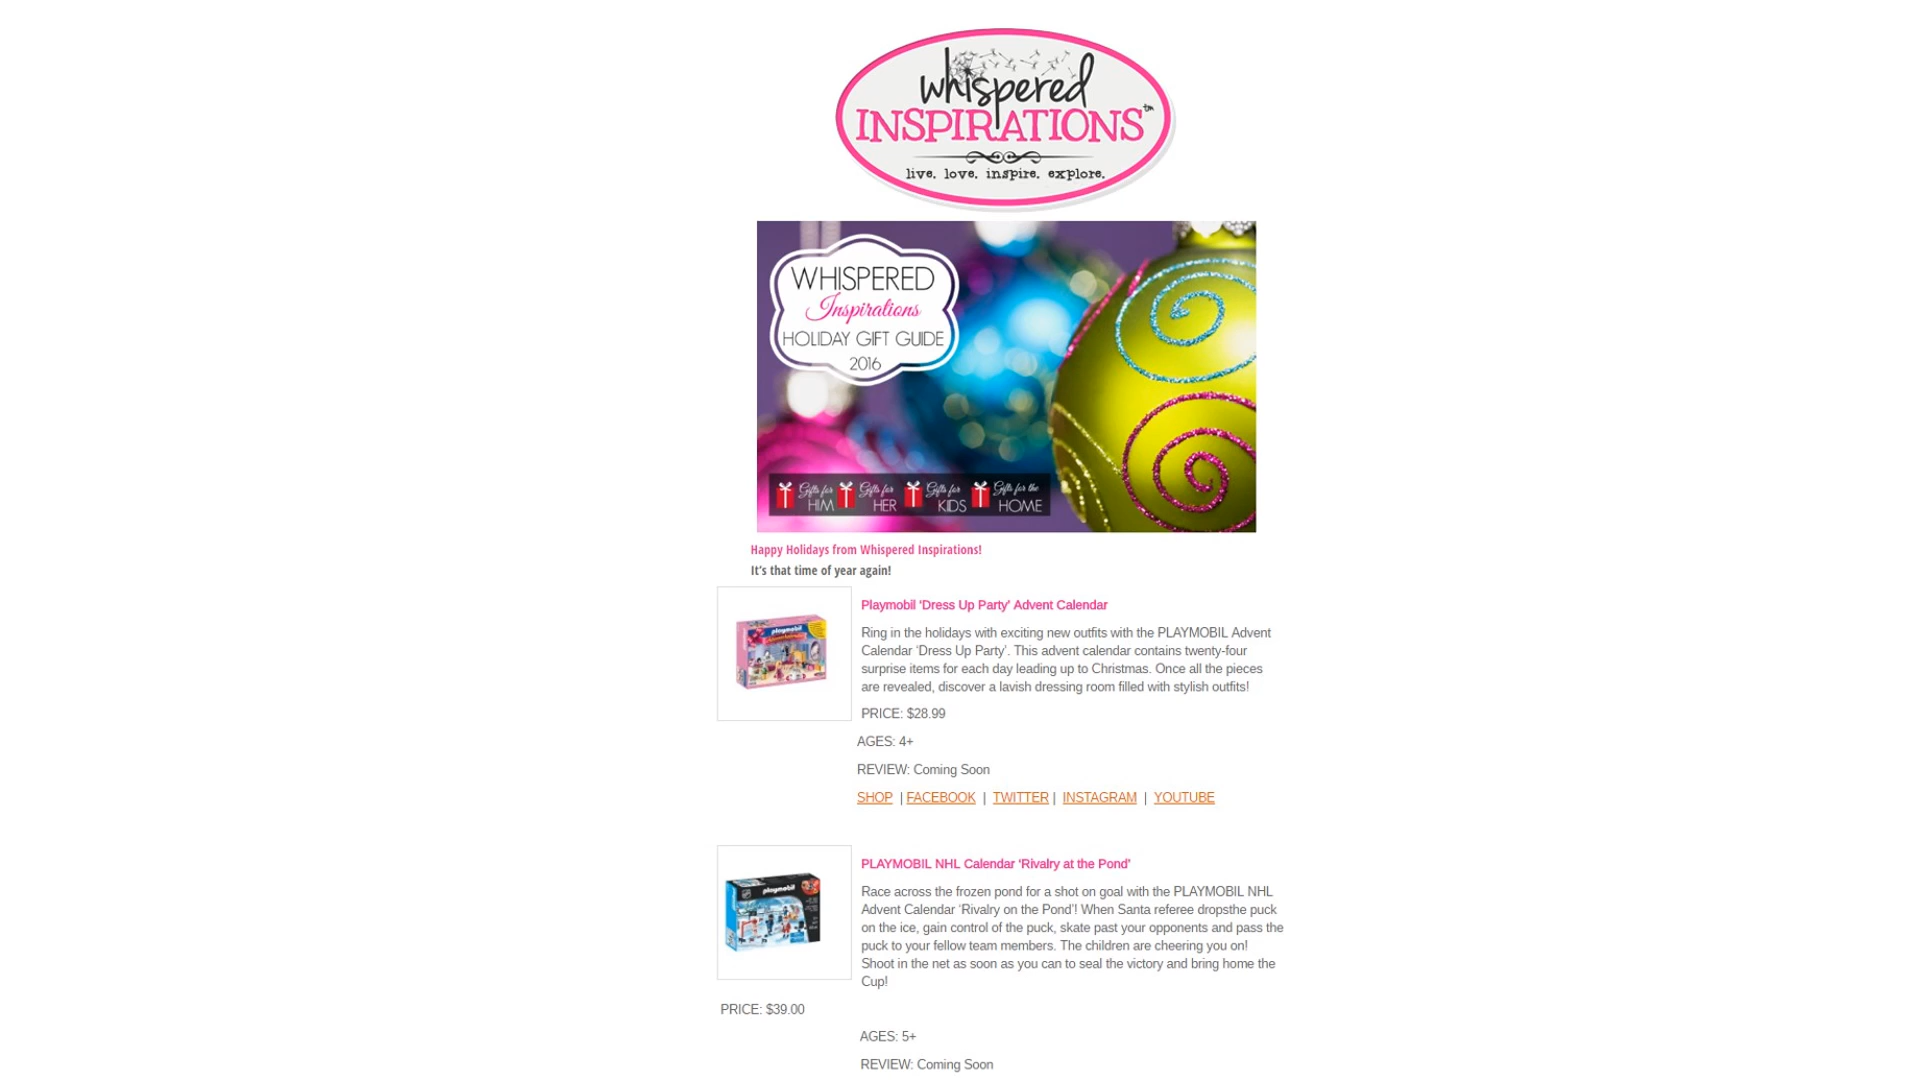 whispered
INSPIRATIONS™
live. love. inspire. explore.
WHISPERED
Inspirations
HOLIDAY GIFT GUIDE
2016
Gifts for HIM
Gifts for HER
Gifts for KIDS
Gifts for the HOME
Happy Holidays from Whispered Inspirations!
It's that time of year again!
Playmobil ‘Dress Up Party’ Advent Calendar
Ring in the holidays with exciting new outfits with the PLAYMOBIL Advent
Calendar ‘Dress Up Party’. This advent calendar contains twenty-four
surprise items for each day leading up to Christmas. Once all the pieces
are revealed, discover a lavish dressing room filled with stylish outfits!
PRICE: $28.99
AGES: 4+
REVIEW: Coming Soon
SHOP | FACEBOOK | TWITTER | INSTAGRAM | YOUTUBE
playmobil
PLAYMOBIL NHL Calendar ‘Rivalry at the Pond’
Race across the frozen pond for a shot on goal with the PLAYMOBIL NHL
Advent Calendar ‘Rivalry on the Pond’! When Santa referee dropsthe puck
on the ice, gain control of the puck, skate past your opponents and pass the
puck to your fellow team members. The children are cheering you on!
Shoot in the net as soon as you can to seal the victory and bring home the
Cup!
playmobil
PRICE: $39.00
AGES: 5+
REVIEW: Coming Soon